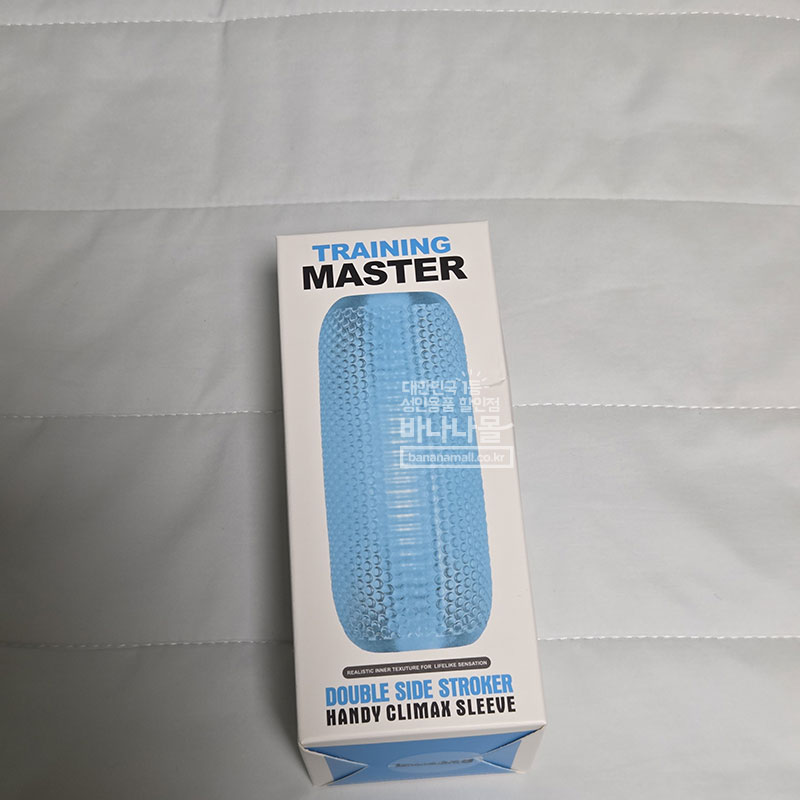 TRAINING
MASTER
대한민국 1등
성인용품 할인점
바나나몰
bananamall.co.kr
REALISTIC INNER TEXUTURE FOR LIFELIKE SENSATION
DOUBLE SIDE STROKER
HANDY CLIMAX SLEEVE